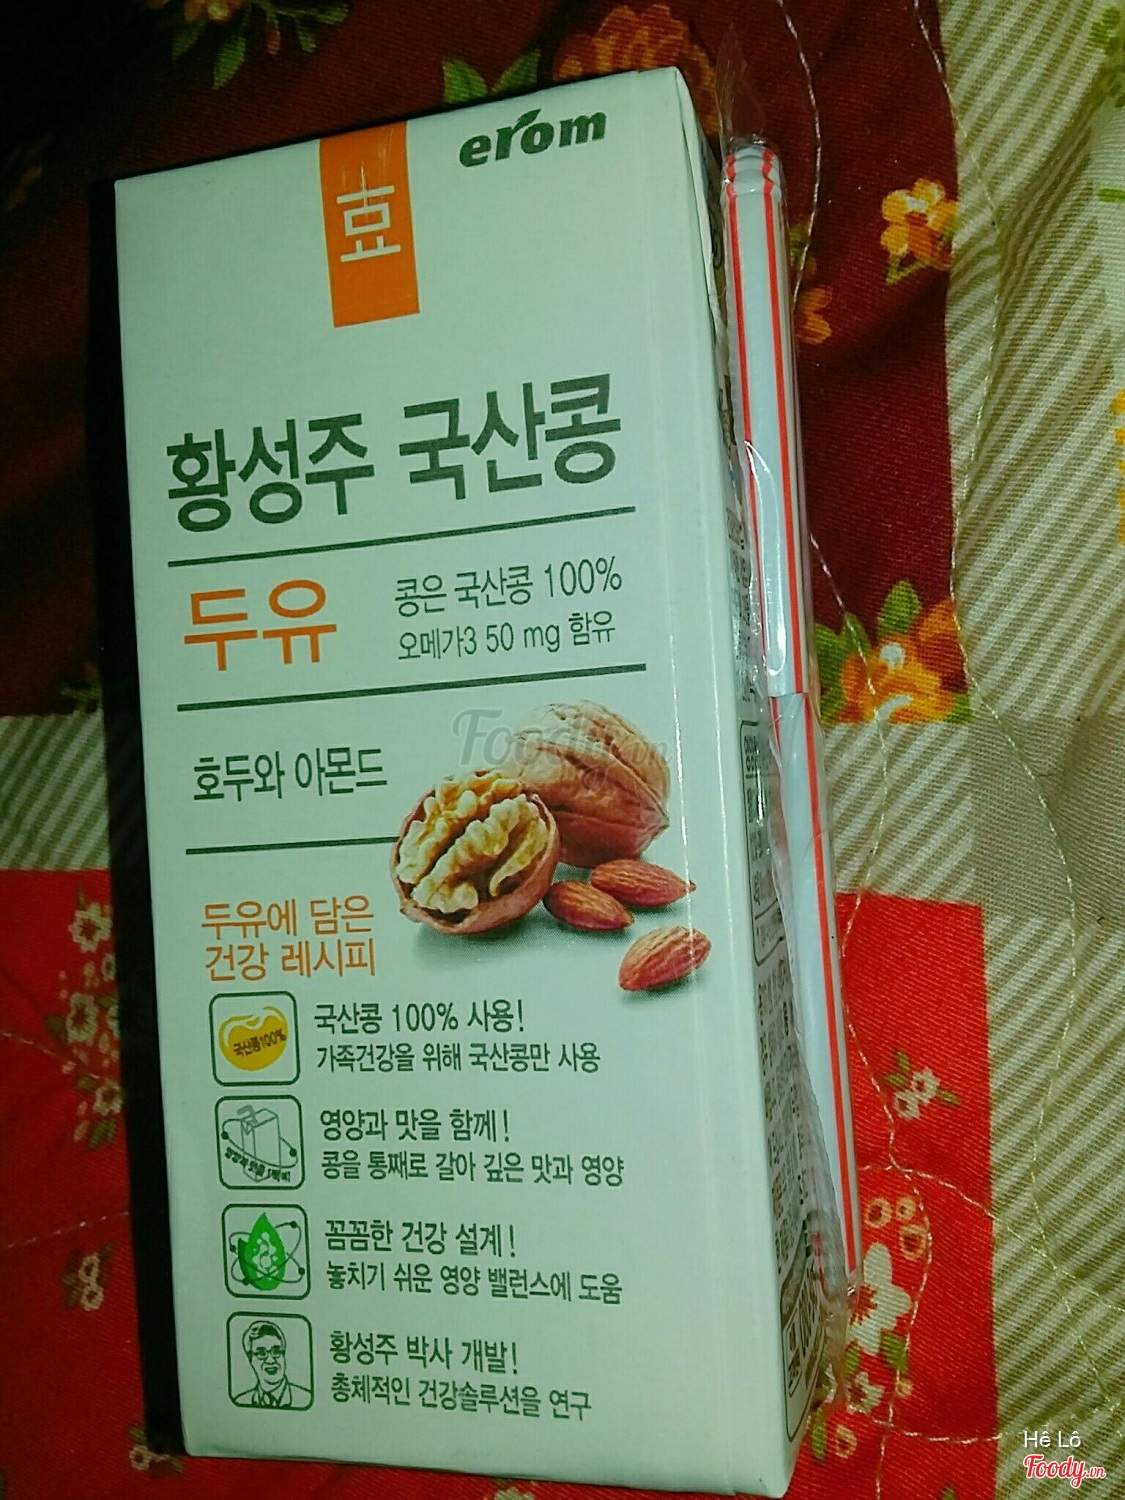 erom
효
황성주 국산콩
두유
콩은 국산콩 100%
오메가3 50 mg 함유
호두와 아몬드
Foody.vn
두유에 담은
건강 레시피
국산콩 100%
국산콩 100% 사용!
가족건강을 위해 국산콩만 사용
영양과 맛을 함께!
콩을 통째로 갈아 깊은 맛과 영양
꼼꼼한 건강 설계!
놓치기 쉬운 영양 밸런스에 도움
황성주 박사 개발!
총체적인 건강솔루션을 연구
Hê Lô
Foody.vn